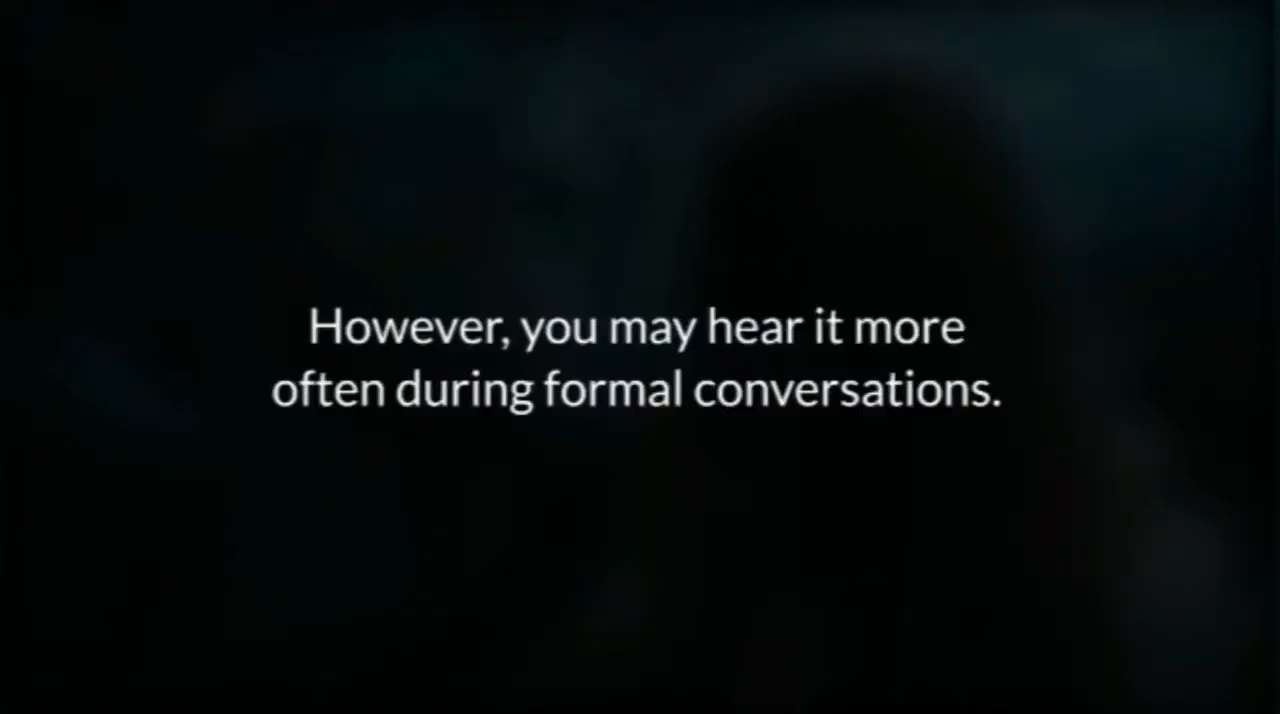 However, you may hear it more
often during formal conversations.